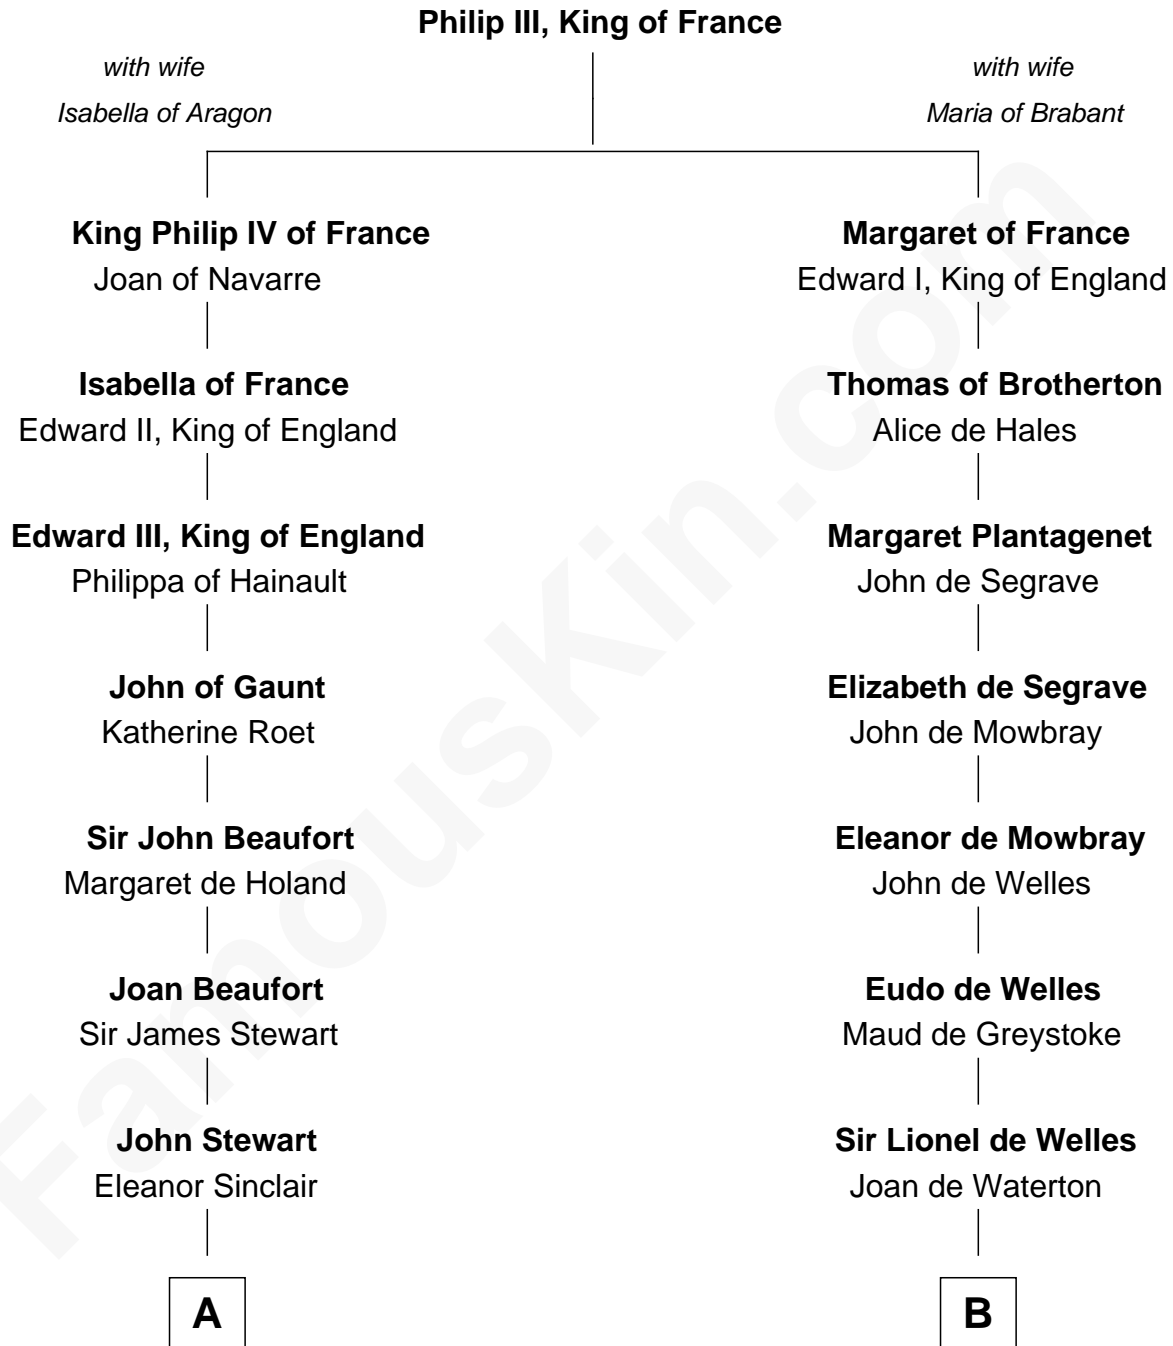 Philip III, King of France
with wife
Isabella of Aragon
with wife
Maria of Brabant
King Philip IV of France
Joan of Navarre
Margaret of France
Edward I, King of England
Isabella of France
Edward II, King of England
Thomas of Brotherton
Alice de Hales
Edward III, King of England
Philippa of Hainault
Margaret Plantagenet
John de Segrave
John of Gaunt
Katherine Roet
Elizabeth de Segrave
John de Mowbray
Sir John Beaufort
Margaret de Holand
Eleanor de Mowbray
John de Welles
Joan Beaufort
Sir James Stewart
Eudo de Welles
Maud de Greystoke
John Stewart
Eleanor Sinclair
Sir Lionel de Welles
Joan de Waterton
A
B
FamousKin.com